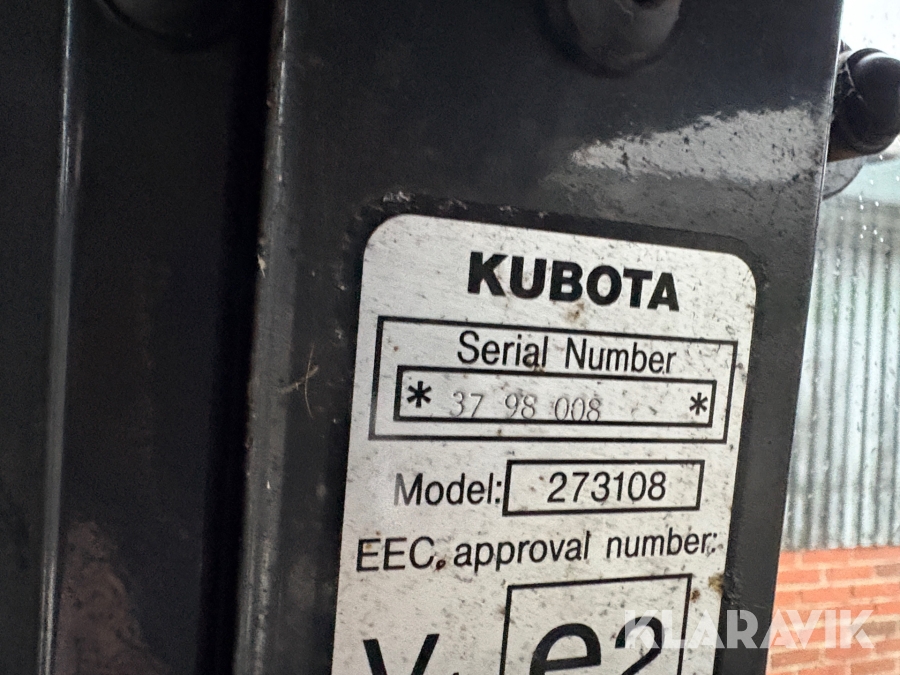 KUBOTA
Serial Number
* 37 98 008 *
Model: 273108
EEC. approval number:
v e2
KLARAVIK